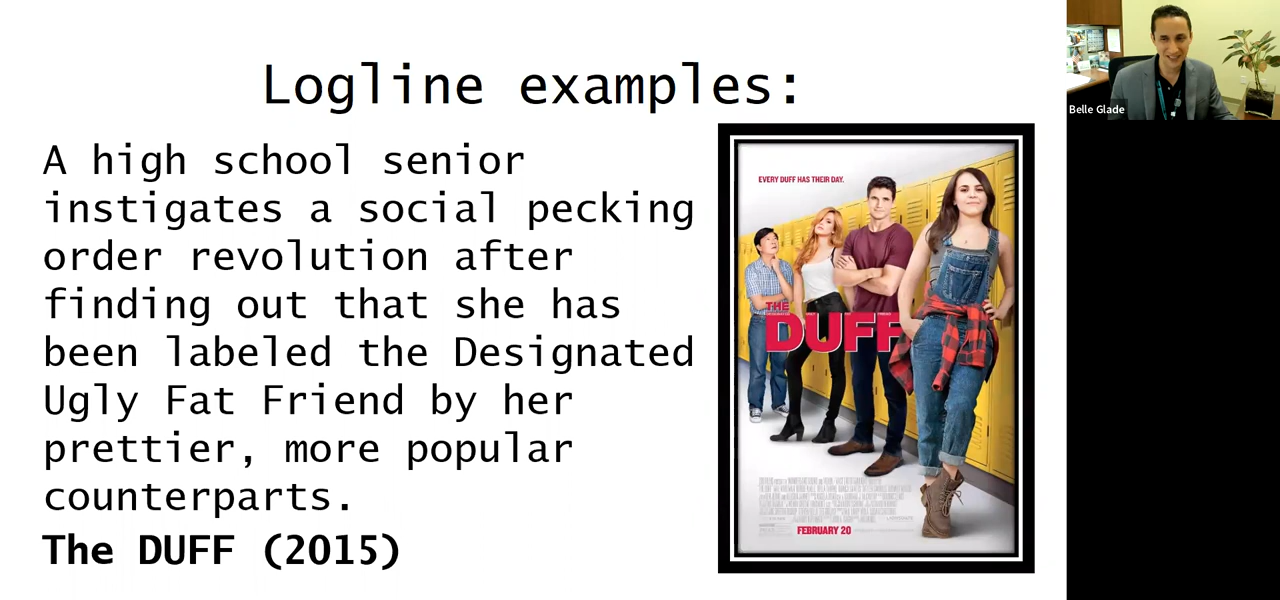 Logline examples:
A high school senior
instigates a social pecking
order revolution after
finding out that she has
been labeled the Designated
Ugly Fat Friend by her
prettier, more popular
counterparts.
The DUFF (2015)
EVERY DUFF HAS THEIR DAY.
THE
DUFF
FEBRUARY 20
Belle Glade